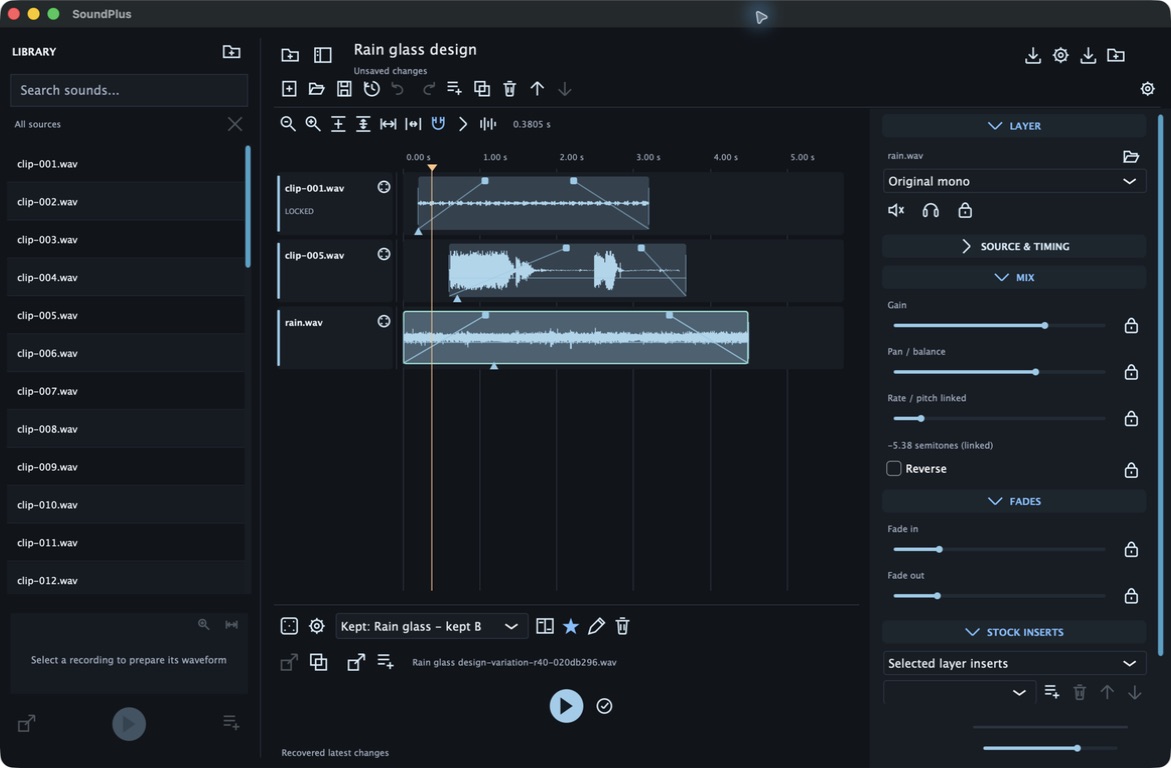 SoundPlus
LIBRARY
Search sounds...
All sources
clip-001.wav
clip-002.wav
clip-003.wav
clip-004.wav
clip-005.wav
clip-006.wav
clip-007.wav
clip-008.wav
clip-009.wav
clip-010.wav
clip-011.wav
clip-012.wav
Select a recording to prepare its waveform
Rain glass design
Unsaved changes
0.3805 s
0.00 s 1.00 s 2.00 s 3.00 s 4.00 s 5.00 s
clip-001.wav
LOCKED
clip-005.wav
rain.wav
Kept: Rain glass – kept B
Rain glass design-variation-r40-020db296.wav
Recovered latest changes
LAYER
rain.wav
Original mono
SOURCE & TIMING
MIX
Gain
Pan / balance
Rate / pitch linked
-5.38 semitones (linked)
Reverse
FADES
Fade in
Fade out
STOCK INSERTS
Selected layer inserts